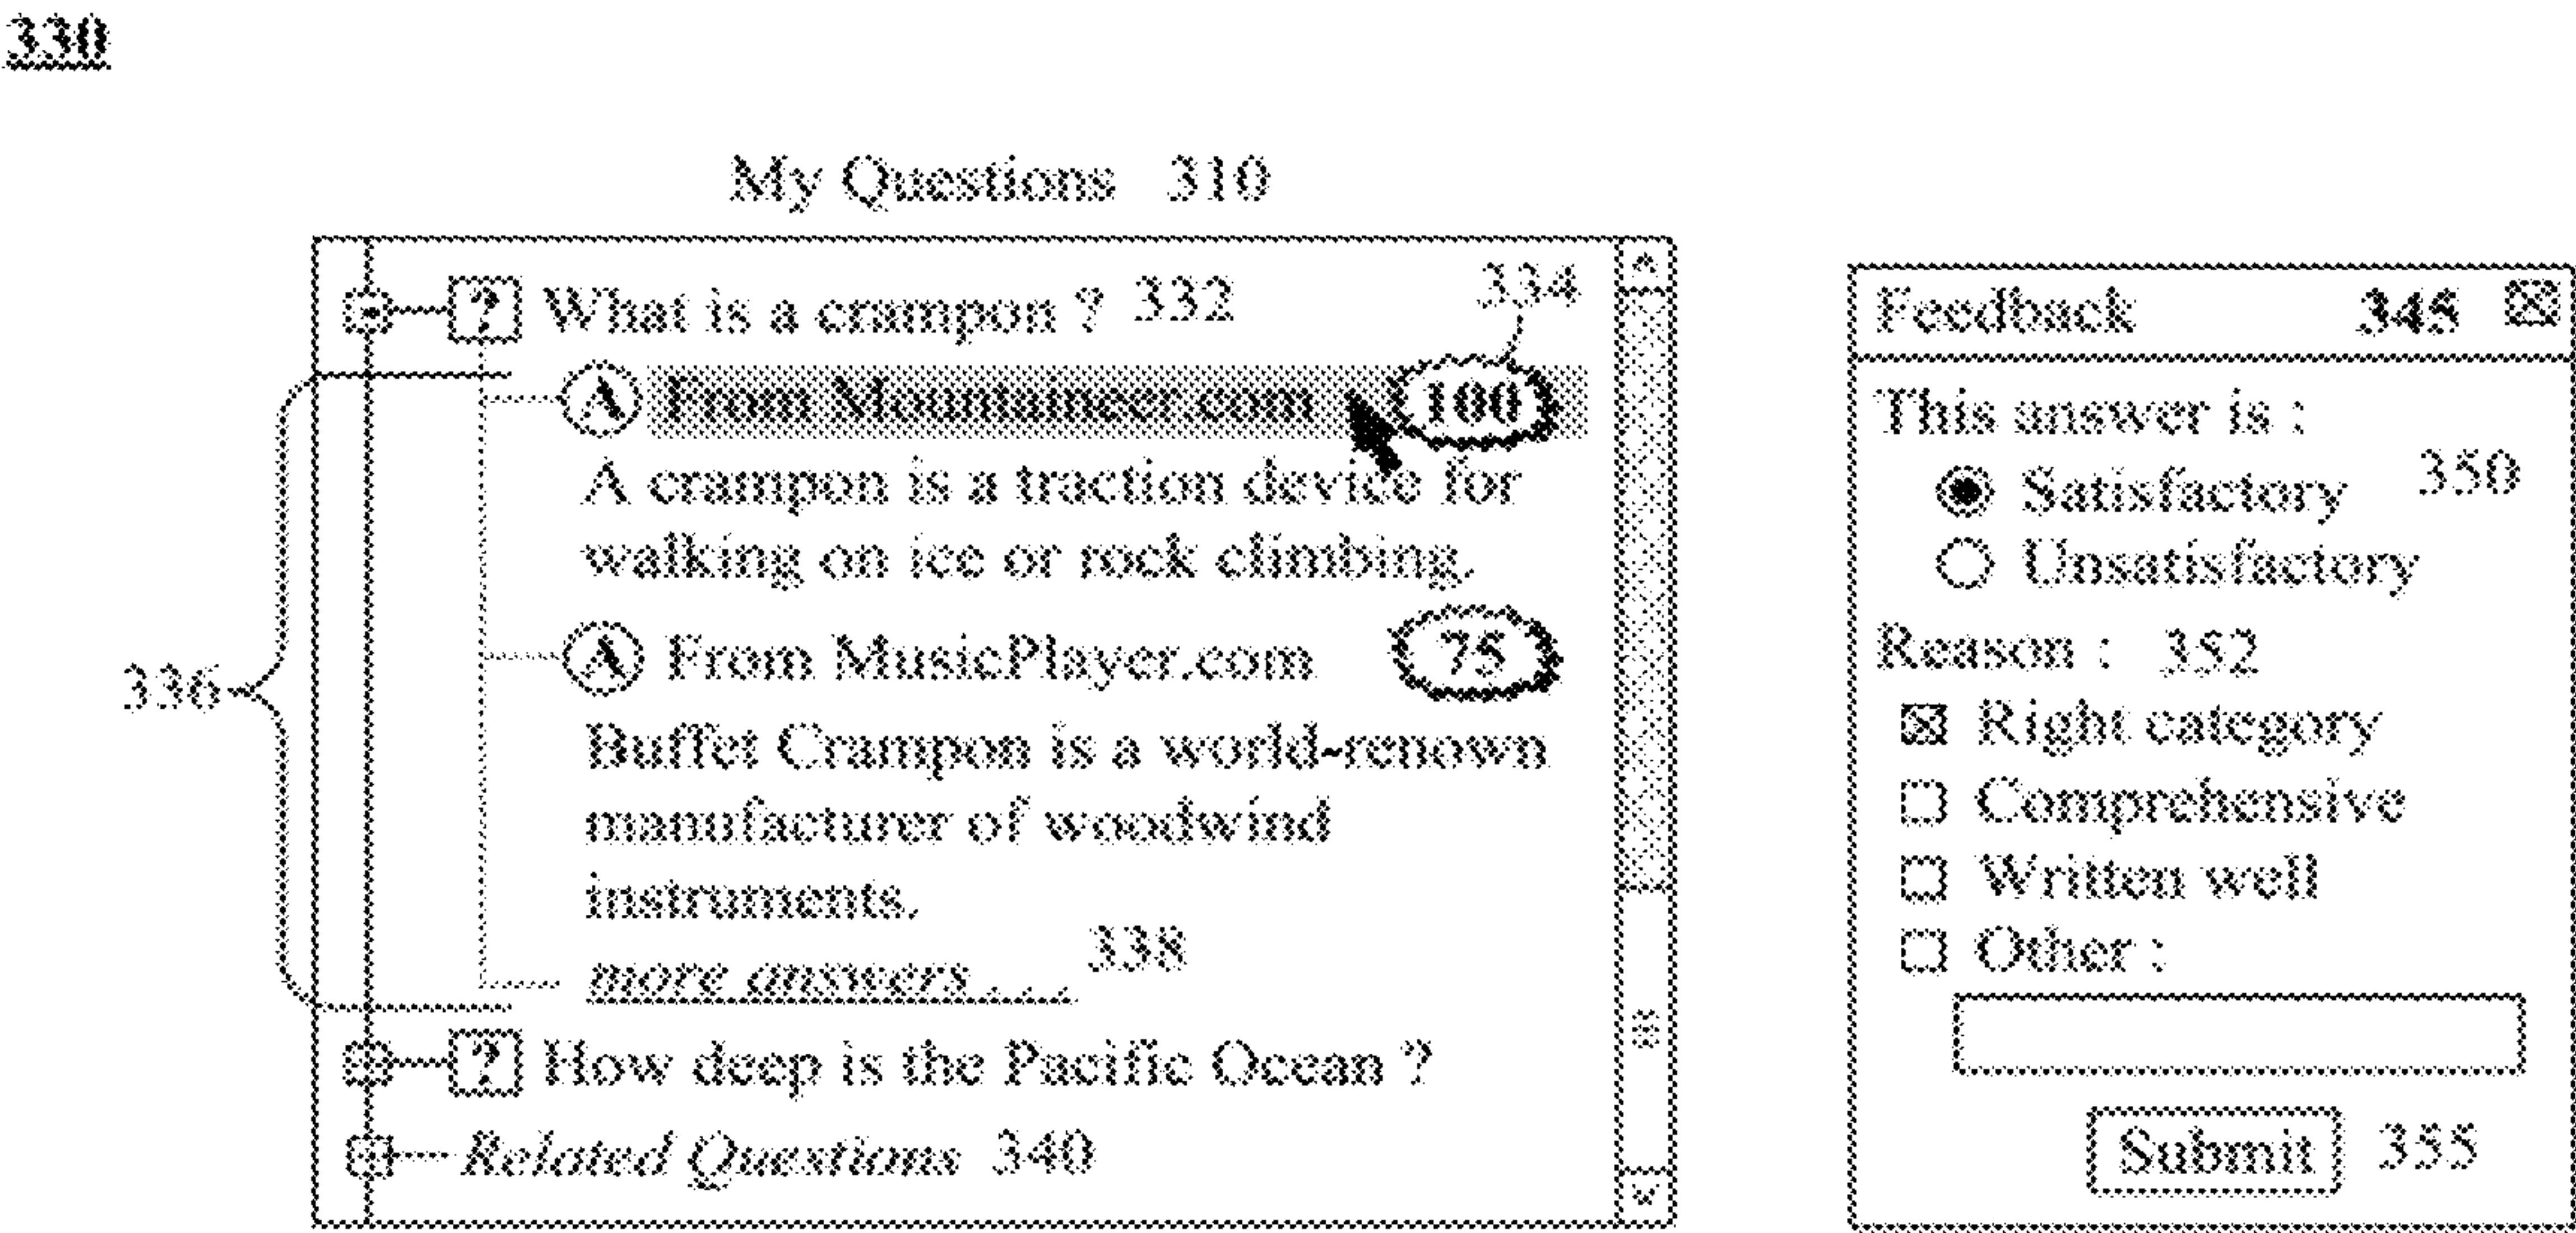 330
My Questions 310
? What is a crampon ? 332
334
A From Mountaineer.com 100
A crampon is a traction device for
walking on ice or rock climbing.
336
A From MusicPlayer.com 75
Buffet Crampon is a world-renown
manufacturer of woodwind
instruments.
more answers.... 338
? How deep is the Pacific Ocean ?
Related Questions 340
Feedback 345
This answer is :
Satisfactory 350
Unsatisfactory
Reason : 352
Right category
Comprehensive
Written well
Other :
Submit 355